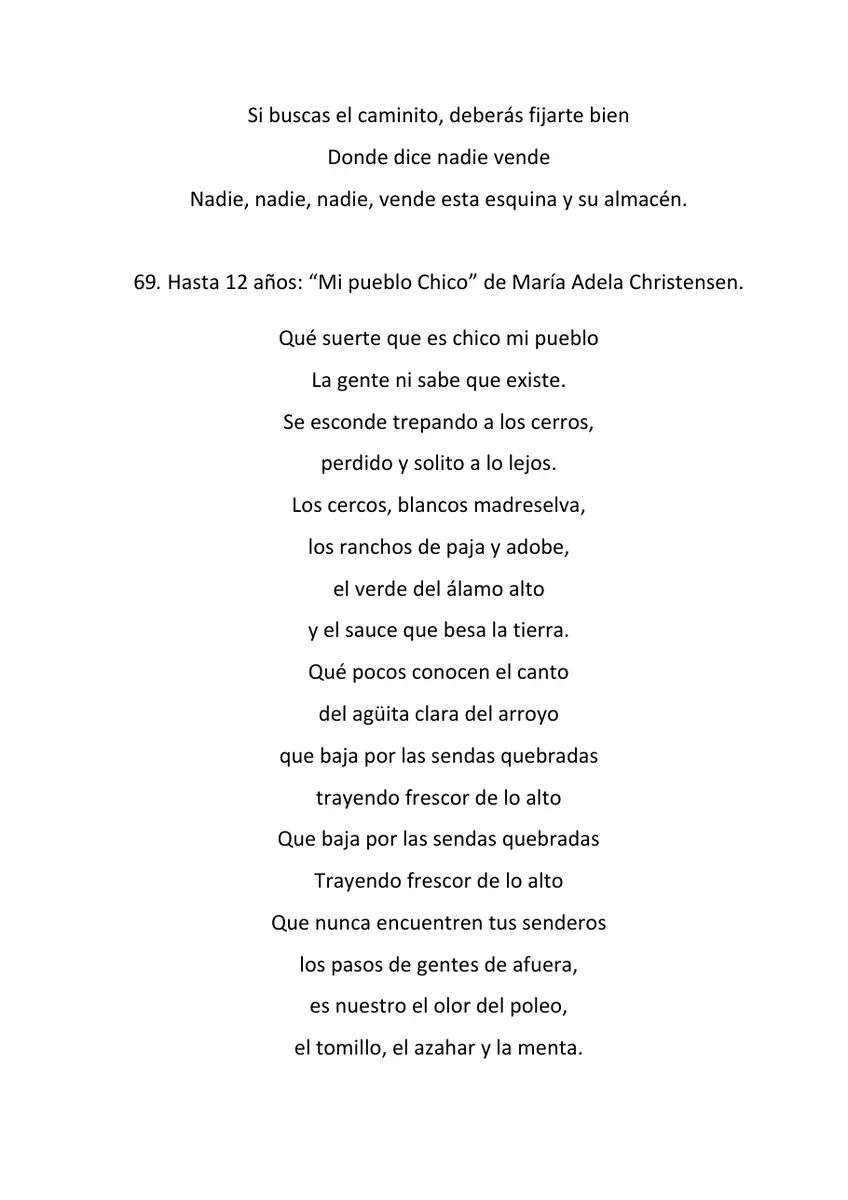 Si buscas el caminito, deberás fijarte bien
Donde dice nadie vende
Nadie, nadie, nadie, vende esta esquina y su almacén.
69. Hasta 12 años: “Mi pueblo Chico” de María Adela Christensen.
Qué suerte que es chico mi pueblo
La gente ni sabe que existe.
Se esconde trepando a los cerros,
perdido y solito a lo lejos.
Los cercos, blancos madreselva,
los ranchos de paja y adobe,
el verde del álamo alto
y el sauce que besa la tierra.
Qué pocos conocen el canto
del agüita clara del arroyo
que baja por las sendas quebradas
trayendo frescor de lo alto
Que baja por las sendas quebradas
Trayendo frescor de lo alto
Que nunca encuentren tus senderos
los pasos de gentes de afuera,
es nuestro el olor del poleo,
el tomillo, el azahar y la menta.